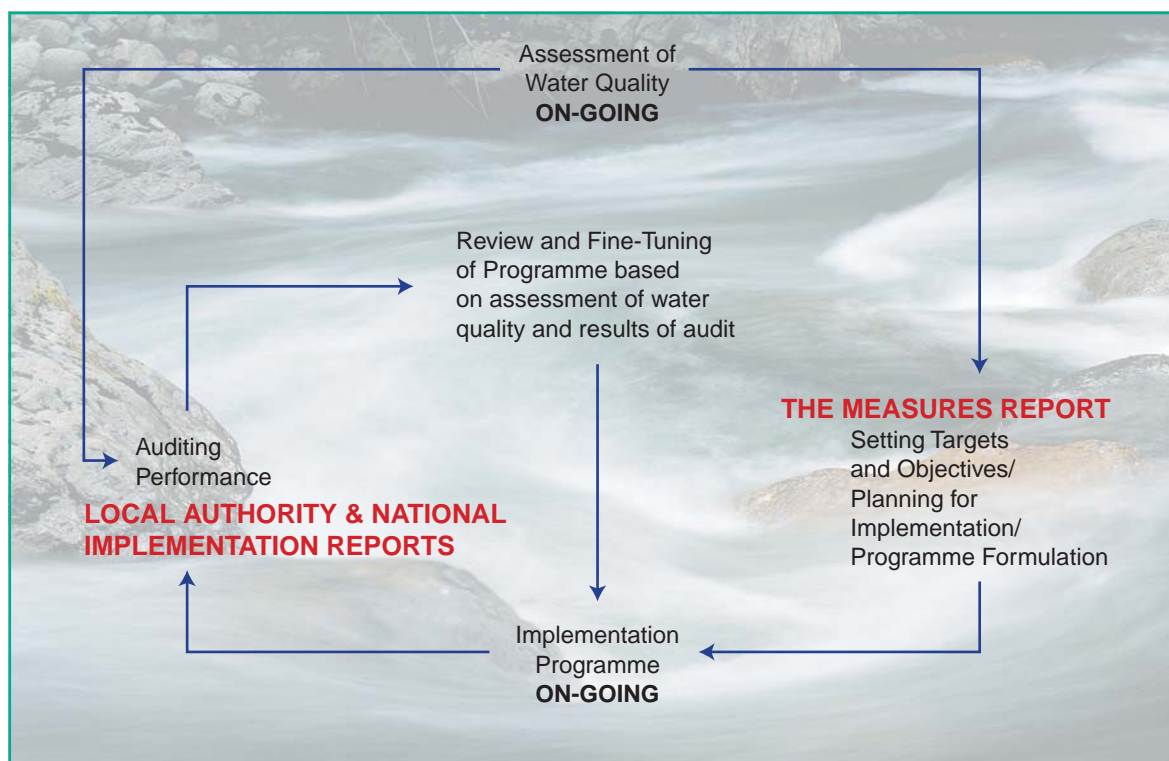 Assessment of
Water Quality
ON-GOING
Review and Fine-Tuning
of Programme based
on assessment of water
quality and results of audit
THE MEASURES REPORT
Setting Targets
and Objectives/
Planning for
Implementation/
Programme Formulation
Auditing
Performance
LOCAL AUTHORITY & NATIONAL
IMPLEMENTATION REPORTS
Implementation
Programme
ON-GOING